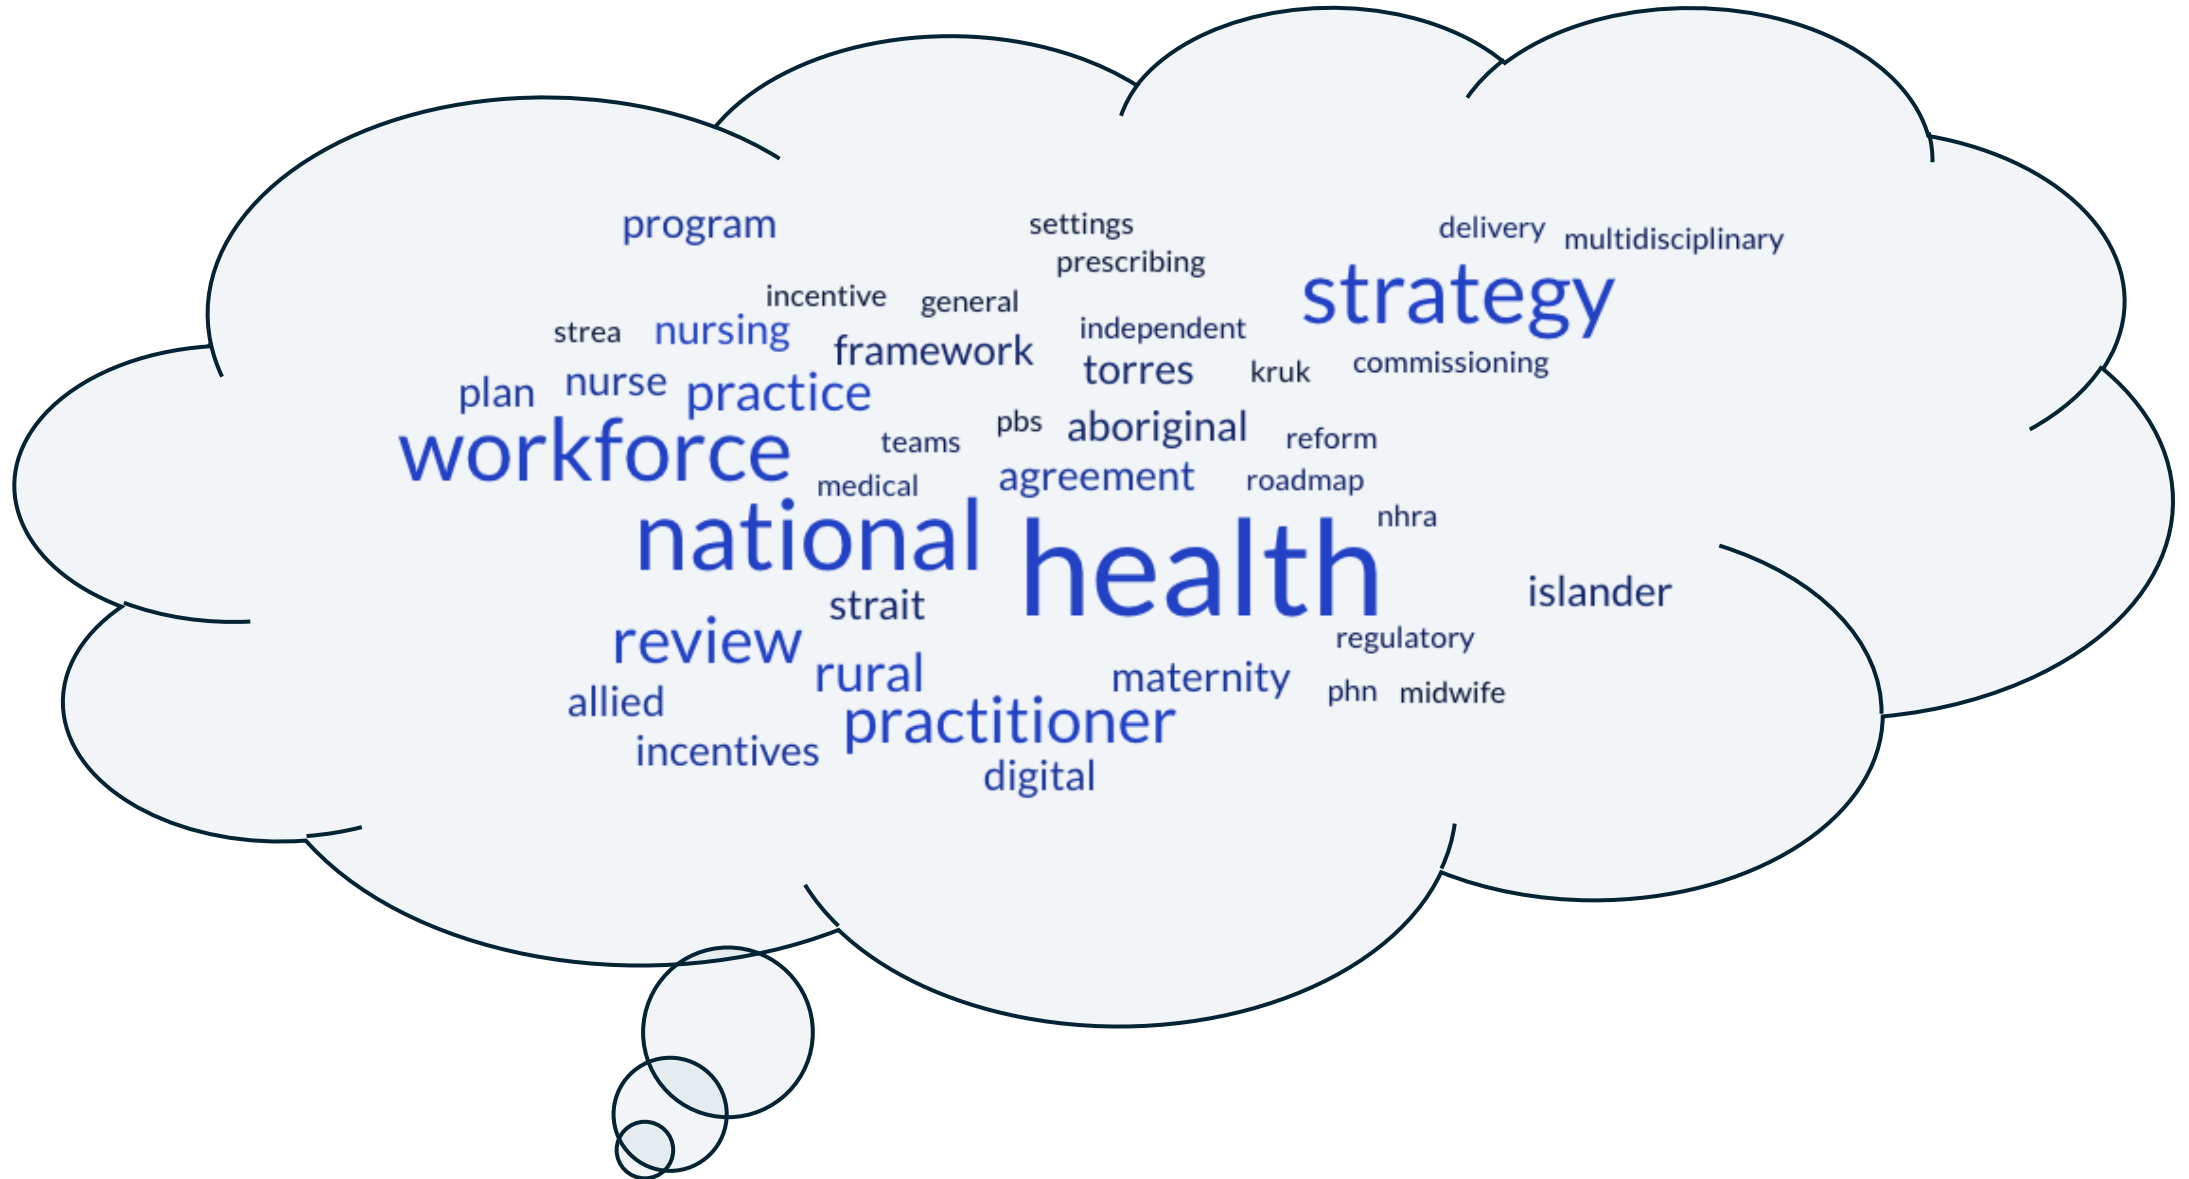 program
settings
delivery
multidisciplinary
prescribing
strategy
incentive
general
strea
nursing
independent
framework
torres
kruk
commissioning
plan
nurse
practice
pbs
aboriginal
reform
workforce
teams
medical
agreement
roadmap
national
nhra
health
strait
islander
review
regulatory
rural
maternity
phn
midwife
allied
practitioner
incentives
digital